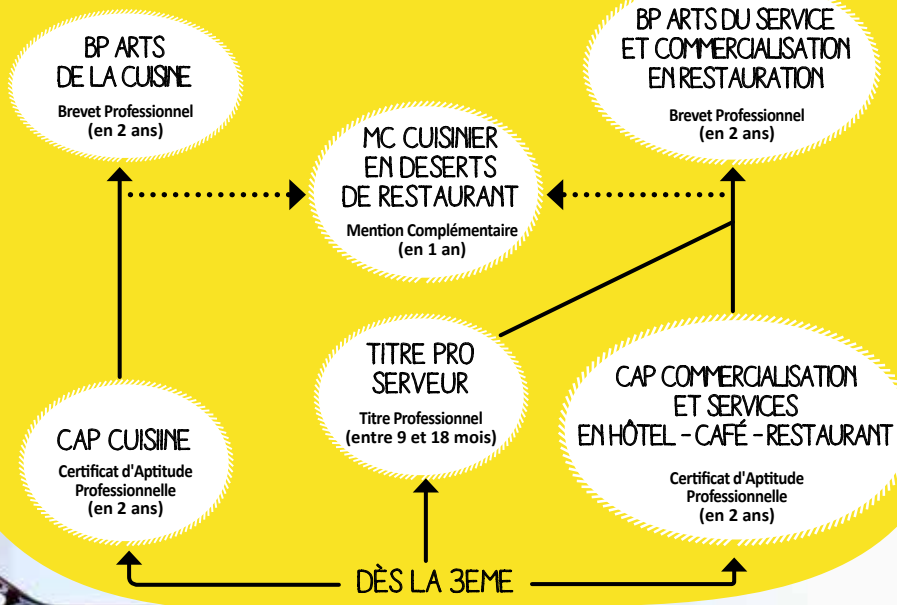 BP ARTS
DE LA CUISINE
Brevet Professionnel
(en 2 ans)
BP ARTS DU SERVICE
ET COMMERCIALISATION
EN RESTAURATION
Brevet Professionnel
(en 2 ans)
MC CUISINIER
EN DESERTS
DE RESTAURANT
Mention Complémentaire
(en 1 an)
TITRE PRO
SERVEUR
Titre Professionnel
(entre 9 et 18 mois)
CAP COMMERCIALISATION
ET SERVICES
EN HÔTEL - CAFÉ - RESTAURANT
Certificat d'Aptitude
Professionnelle
(en 2 ans)
CAP CUISIINE
Certificat d'Aptitude
Professionnelle
(en 2 ans)
DÈS LA 3EME